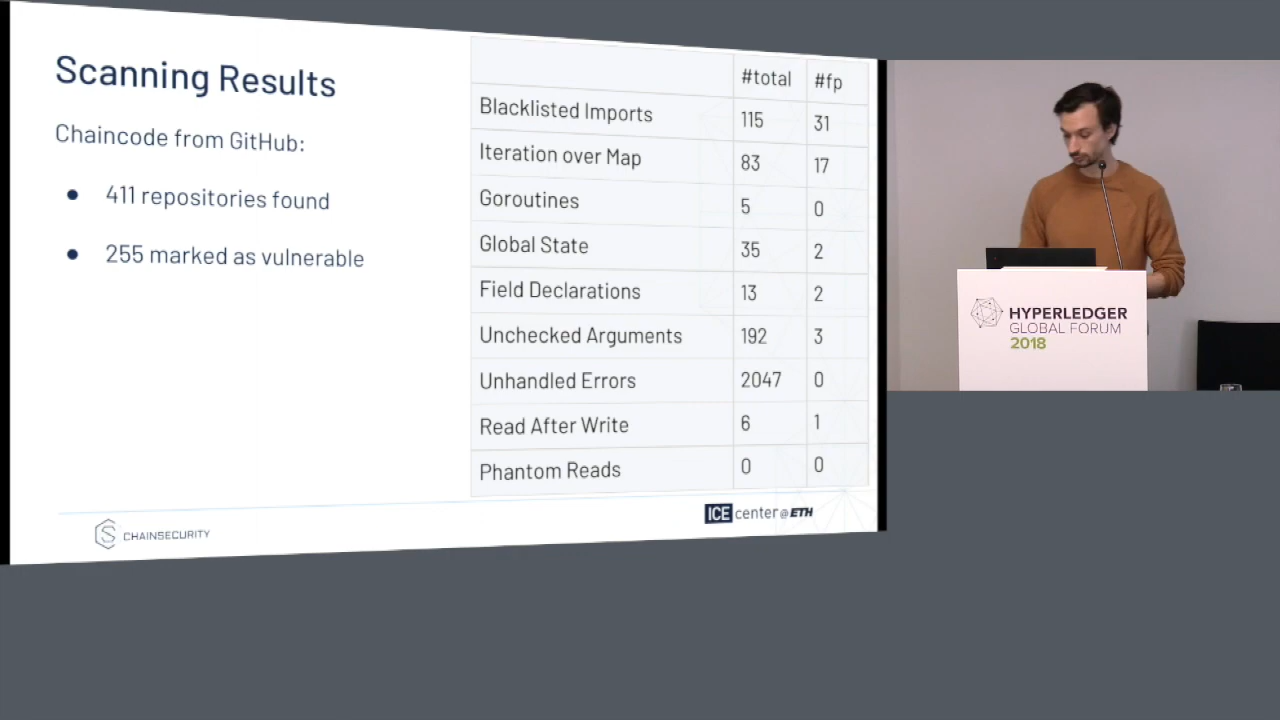 Scanning Results
Chaincode from GitHub:
● 411 repositories found
● 255 marked as vulnerable
#total #fp
Blacklisted Imports 115 31
Iteration over Map 83 17
Goroutines 5 0
Global State 35 2
Field Declarations 13 2
Unchecked Arguments 192 3
Unhandled Errors 2047 0
Read After Write 6 1
Phantom Reads 0 0
CHAINSECURITY
ICE center@ETH
HYPERLEDGER
GLOBAL FORUM
2018